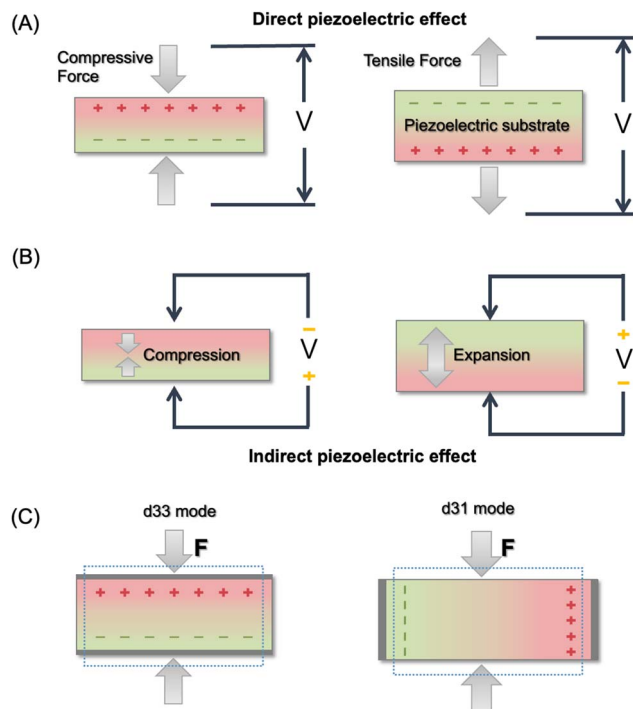 (A)
Direct piezoelectric effect
Compressive
Force
+ + + + + + +
− − − − − − −
V
Tensile Force
− − − − − − −
Piezoelectric substrate
+ + + + + + +
V
(B)
Compression
−
V
+
Expansion
+
V
−
Indirect piezoelectric effect
(C)
d33 mode
F
+ + + + + + +
− − − − − − −
d31 mode
F
− +
− +
− +
− +
− +